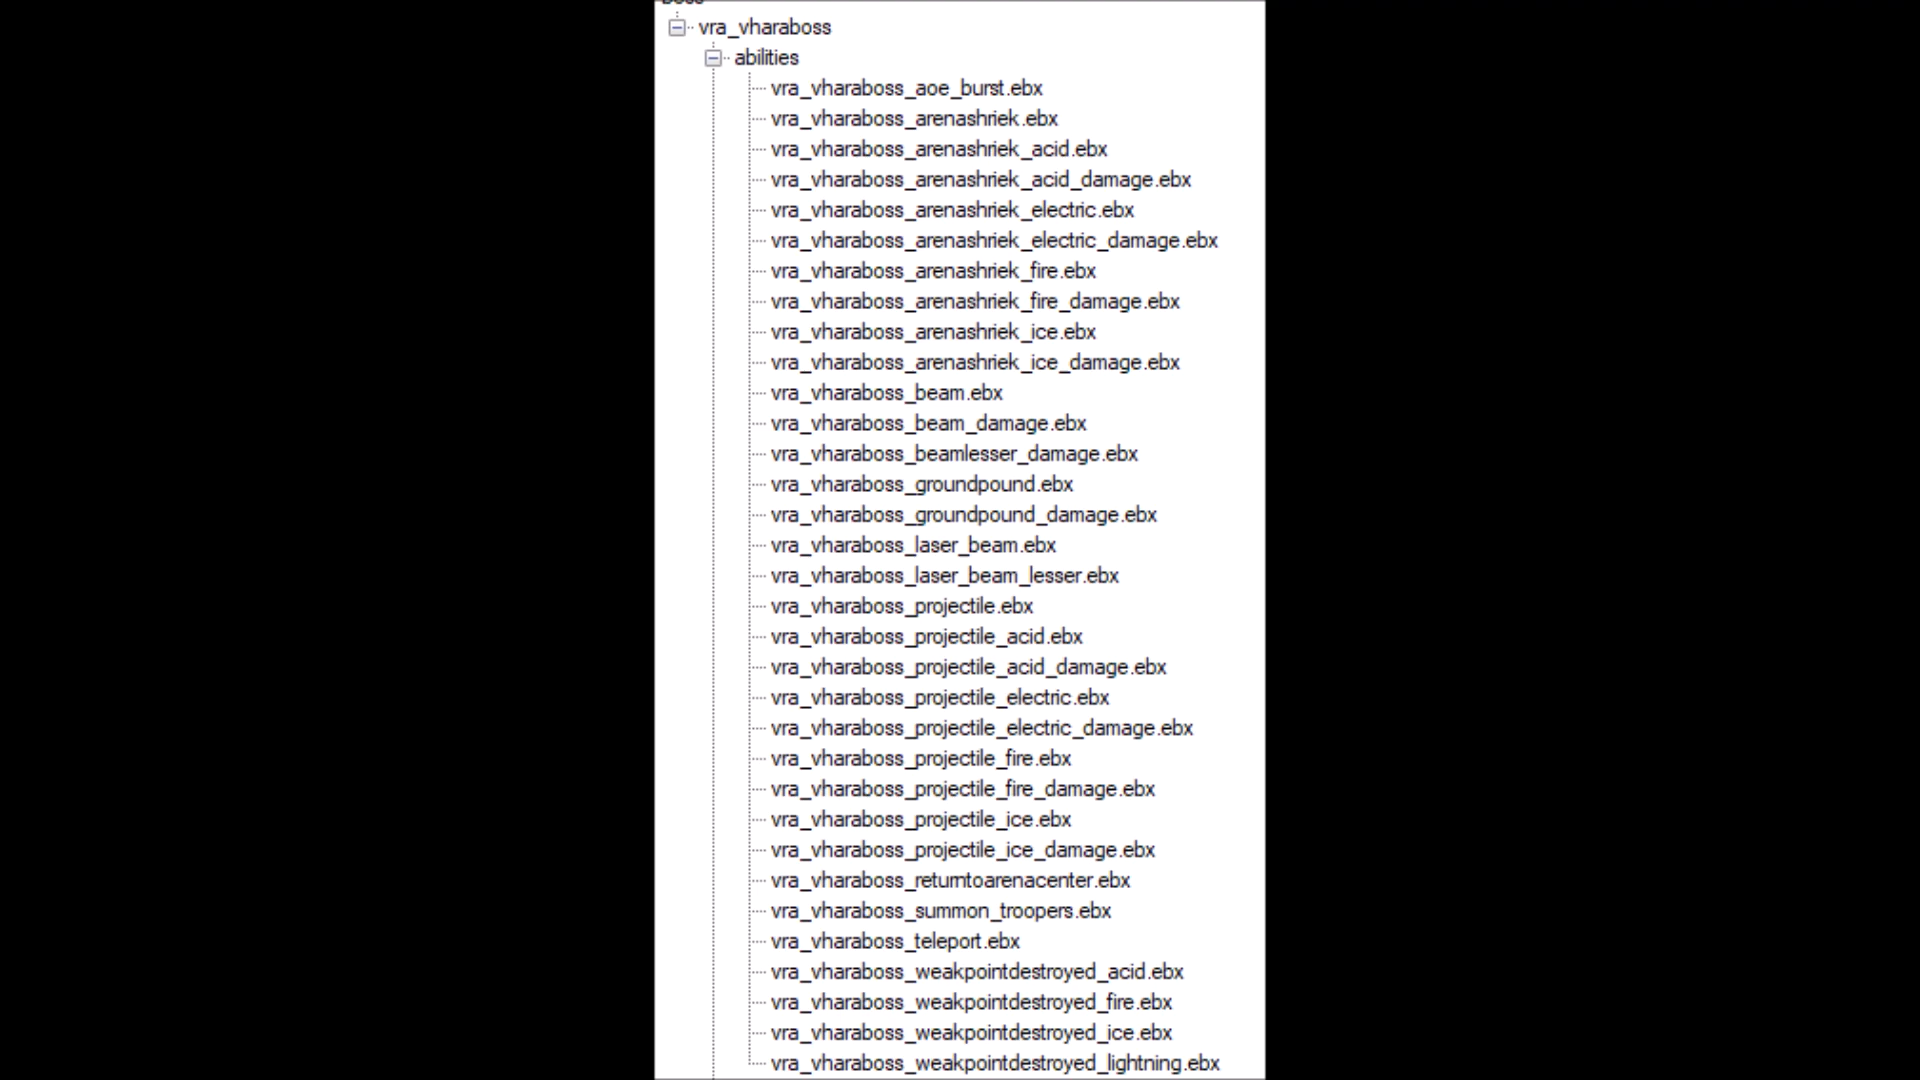 boss
vra_vharaboss
abilities
vra_vharaboss_aoe_burst.ebx
vra_vharaboss_arenashriek.ebx
vra_vharaboss_arenashriek_acid.ebx
vra_vharaboss_arenashriek_acid_damage.ebx
vra_vharaboss_arenashriek_electric.ebx
vra_vharaboss_arenashriek_electric_damage.ebx
vra_vharaboss_arenashriek_fire.ebx
vra_vharaboss_arenashriek_fire_damage.ebx
vra_vharaboss_arenashriek_ice.ebx
vra_vharaboss_arenashriek_ice_damage.ebx
vra_vharaboss_beam.ebx
vra_vharaboss_beam_damage.ebx
vra_vharaboss_beamlesser_damage.ebx
vra_vharaboss_groundpound.ebx
vra_vharaboss_groundpound_damage.ebx
vra_vharaboss_laser_beam.ebx
vra_vharaboss_laser_beam_lesser.ebx
vra_vharaboss_projectile.ebx
vra_vharaboss_projectile_acid.ebx
vra_vharaboss_projectile_acid_damage.ebx
vra_vharaboss_projectile_electric.ebx
vra_vharaboss_projectile_electric_damage.ebx
vra_vharaboss_projectile_fire.ebx
vra_vharaboss_projectile_fire_damage.ebx
vra_vharaboss_projectile_ice.ebx
vra_vharaboss_projectile_ice_damage.ebx
vra_vharaboss_returntoarenacenter.ebx
vra_vharaboss_summon_troopers.ebx
vra_vharaboss_teleport.ebx
vra_vharaboss_weakpointdestroyed_acid.ebx
vra_vharaboss_weakpointdestroyed_fire.ebx
vra_vharaboss_weakpointdestroyed_ice.ebx
vra_vharaboss_weakpointdestroyed_lightning.ebx